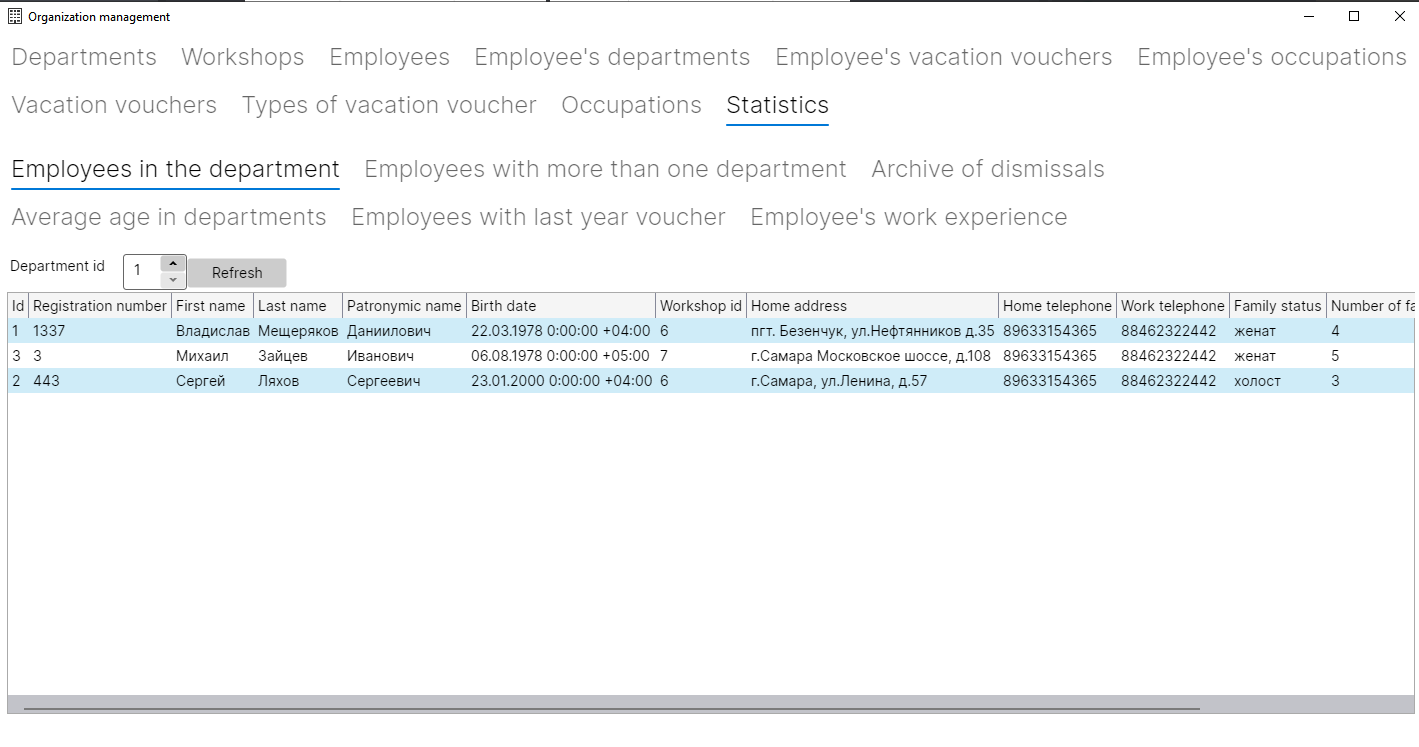 Organization management
Departments Workshops Employees Employee's departments Employee's vacation vouchers Employee's occupations
Vacation vouchers Types of vacation voucher Occupations Statistics
Employees in the department Employees with more than one department Archive of dismissals
Average age in departments Employees with last year voucher Employee's work experience
Department id 1 Refresh
Id Registration number First name Last name Patronymic name Birth date Workshop id Home address Home telephone Work telephone Family status Number of fa
1 1337 Владислав Мещеряков Даниилович 22.03.1978 0:00:00 +04:00 6 пгт. Безенчук, ул.Нефтянников д.35 89633154365 88462322442 женат 4
3 3 Михаил Зайцев Иванович 06.08.1978 0:00:00 +05:00 7 г.Самара Московское шоссе, д.108 89633154365 88462322442 женат 5
2 443 Сергей Ляхов Сергеевич 23.01.2000 0:00:00 +04:00 6 г.Самара, ул.Ленина, д.57 89633154365 88462322442 холост 3